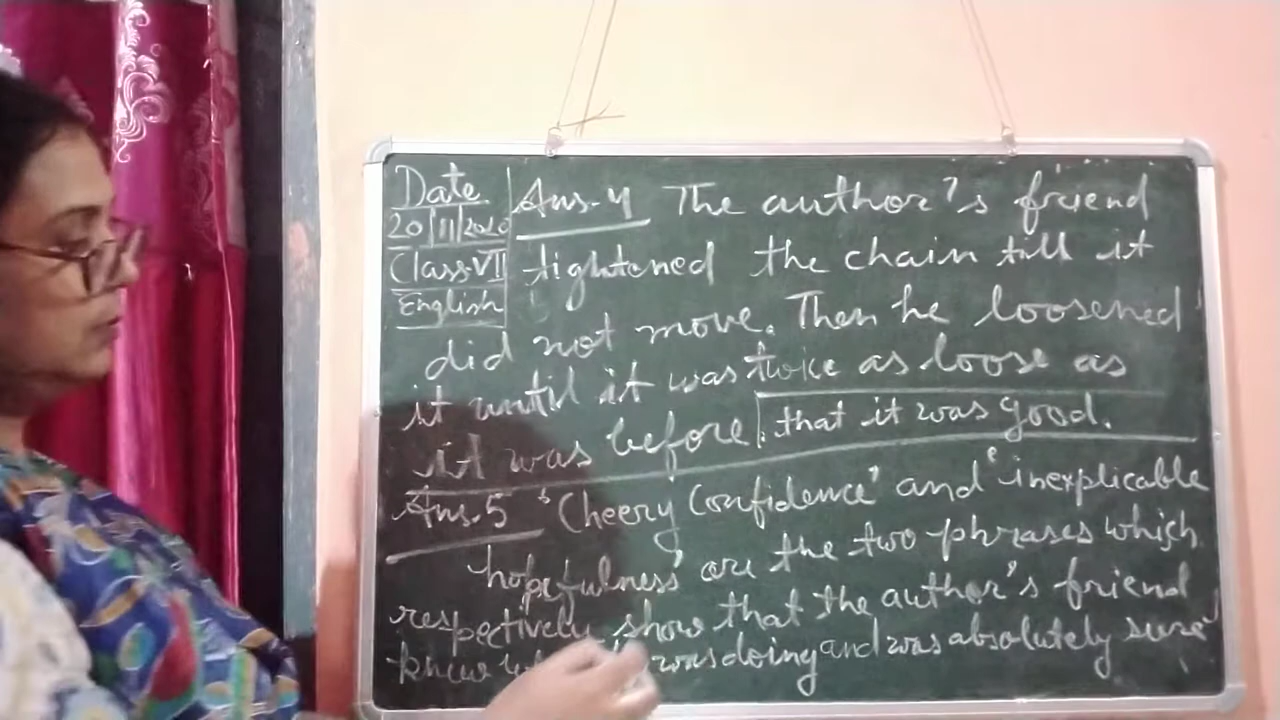 Date
20/11/2020
Class-VII
English
Ans-4 The author's friend
tightened the chain till it
did not move. Then he loosened
it until it was twice as loose as
it was before.
that it was good.
Ans.5 'Cheery Confidence' and 'inexplicable
hopefulness' are the two phrases which
respectively show that the author's friend
knew was doing and was absolutely sure